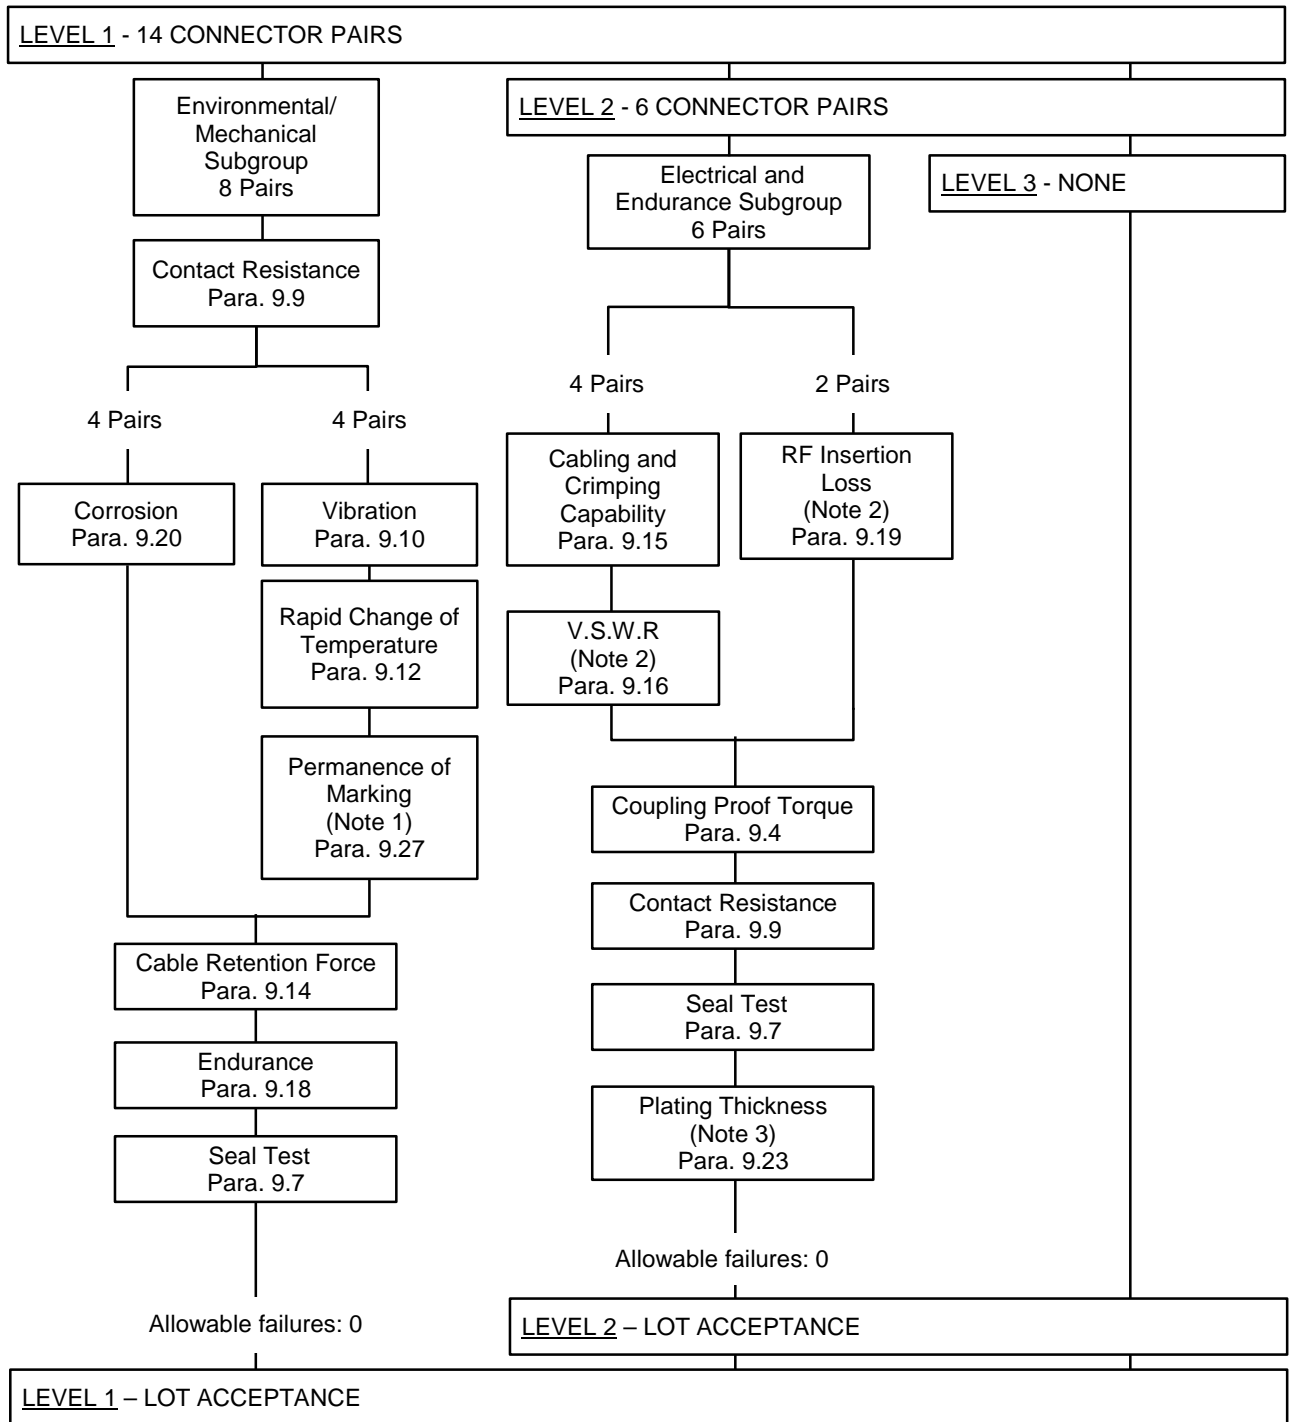 LEVEL 1 - 14 CONNECTOR PAIRS
Environmental/
Mechanical
Subgroup
8 Pairs
LEVEL 2 - 6 CONNECTOR PAIRS
Electrical and
Endurance Subgroup
6 Pairs
LEVEL 3 - NONE
Contact Resistance
Para. 9.9
4 Pairs
4 Pairs
4 Pairs
2 Pairs
Corrosion
Para. 9.20
Vibration
Para. 9.10
Rapid Change of
Temperature
Para. 9.12
Permanence of
Marking
(Note 1)
Para. 9.27
Cable Retention Force
Para. 9.14
Endurance
Para. 9.18
Seal Test
Para. 9.7
Allowable failures: 0
Cabling and
Crimping
Capability
Para. 9.15
RF Insertion
Loss
(Note 2)
Para. 9.19
V.S.W.R
(Note 2)
Para. 9.16
Coupling Proof Torque
Para. 9.4
Contact Resistance
Para. 9.9
Seal Test
Para. 9.7
Plating Thickness
(Note 3)
Para. 9.23
Allowable failures: 0
LEVEL 2 – LOT ACCEPTANCE
LEVEL 1 – LOT ACCEPTANCE